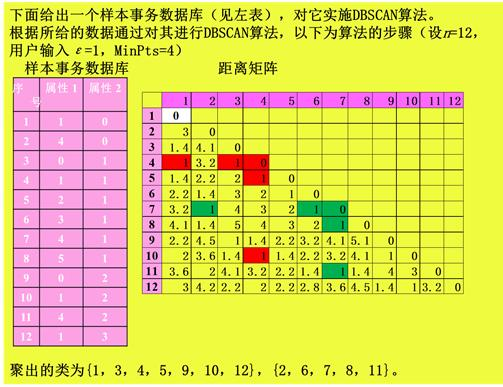 下面给出一个样本事务数据库（见左表），对它实施DBSCAN算法。
根据所给的数据通过对其进行DBSCAN算法，以下为算法的步骤（设n=12，
用户输入ε=1，MinPts=4）
样本事务数据库
序号 属性 1 属性 2
1 1 0
2 4 0
3 0 1
4 1 1
5 2 1
6 3 1
7 4 1
8 5 1
9 0 2
10 1 2
11 4 2
12 1 3
距离矩阵
1 2 3 4 5 6 7 8 9 10 11 12
1 0
2 3 0
3 1.4 4.1 0
4 1 3.2 1 0
5 1.4 2.2 2 1 0
6 2.2 1.4 3 2 1 0
7 3.2 1 4 3 2 1 0
8 4.1 1.4 5 4 3 2 1 0
9 2.2 4.5 1 1.4 2.2 3.2 4.1 5.1 0
10 2 3.6 1.4 1 1.4 2.2 3.2 4.1 1 0
11 3.6 2 4.1 3.2 2.2 1.4 1 1.4 4 3 0
12 3 4.2 2.2 2 2.2 2.8 3.6 4.5 1.4 1 3.2 0
聚出的类为{1，3，4，5，9，10，12}，{2，6，7，8，11}。